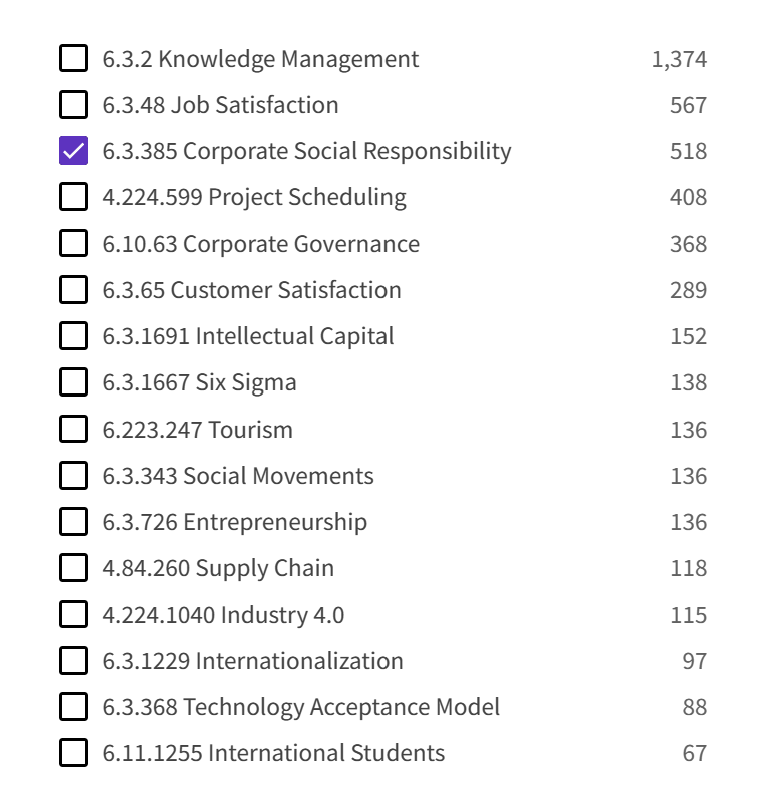 6.3.2 Knowledge Management 1,374
6.3.48 Job Satisfaction 567
6.3.385 Corporate Social Responsibility 518
4.224.599 Project Scheduling 408
6.10.63 Corporate Governance 368
6.3.65 Customer Satisfaction 289
6.3.1691 Intellectual Capital 152
6.3.1667 Six Sigma 138
6.223.247 Tourism 136
6.3.343 Social Movements 136
6.3.726 Entrepreneurship 136
4.84.260 Supply Chain 118
4.224.1040 Industry 4.0 115
6.3.1229 Internationalization 97
6.3.368 Technology Acceptance Model 88
6.11.1255 International Students 67